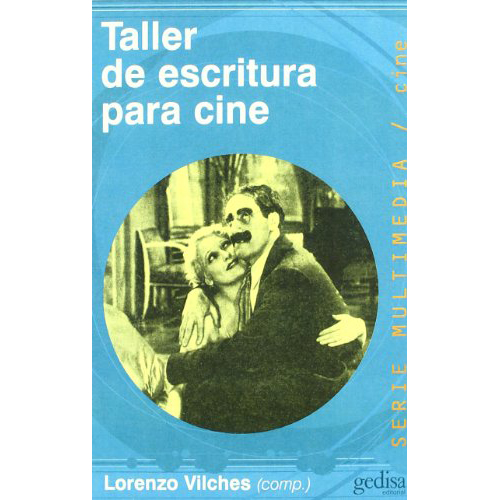 Taller
de escritura
para cine
SERIE MULTIMEDIA / cine
Lorenzo Vilches (comp.)
gedisa
editorial